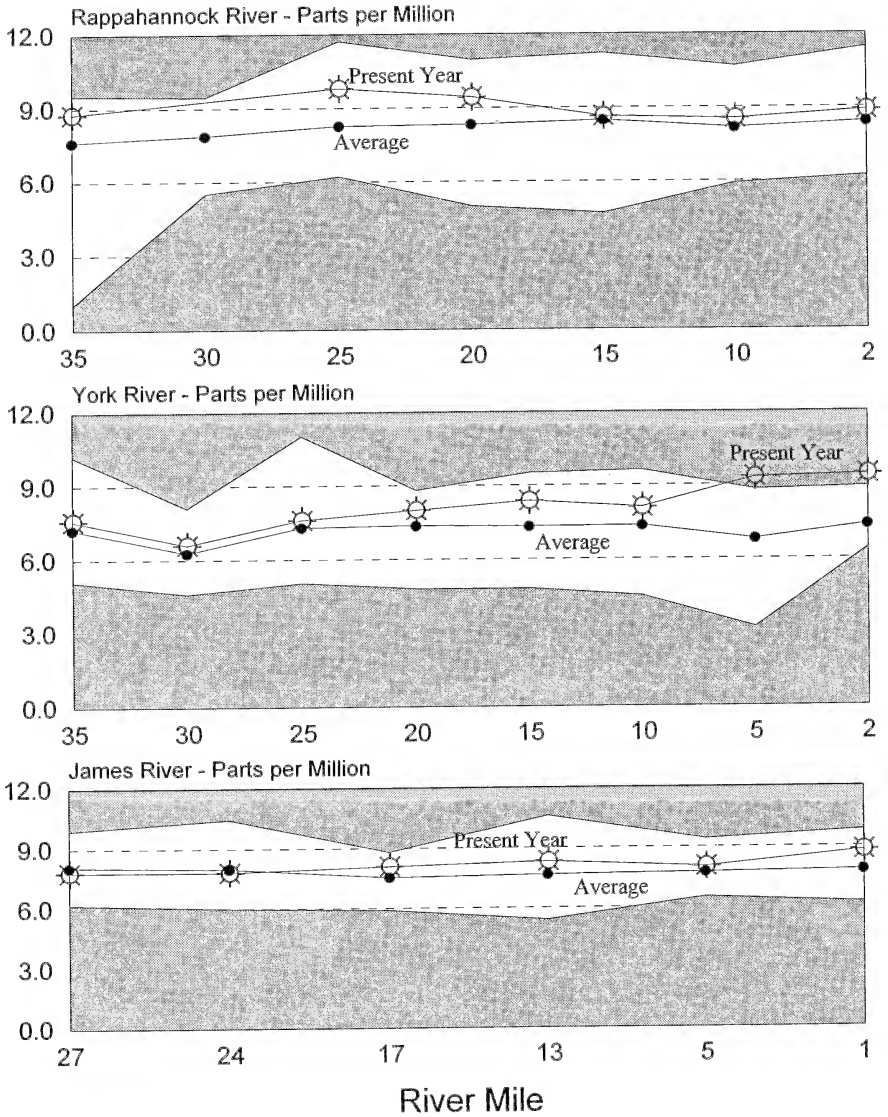 Rappahannock River - Parts per Million
12.0
9.0
6.0
3.0
0.0
Present Year
Average
35 30 25 20 15 10 2
York River - Parts per Million
12.0
9.0
6.0
3.0
0.0
Present Year
Average
35 30 25 20 15 10 5 2
James River - Parts per Million
12.0
9.0
6.0
3.0
0.0
Present Year
Average
27 24 17 13 5 1
River Mile